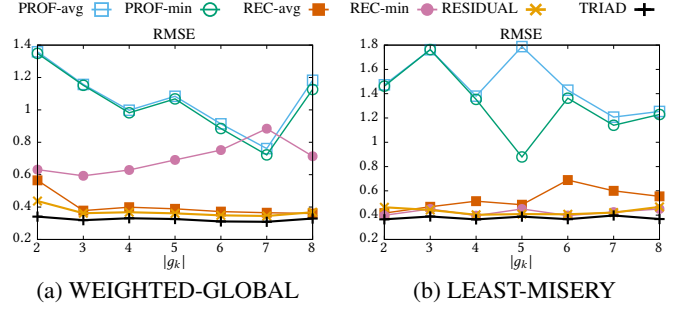 PROF-avg PROF-min REC-avg REC-min RESIDUAL TRIAD
RMSE
1.4
1.2
1
0.8
0.6
0.4
0.2
2 3 4 5 6 7 8
|gₖ|
(a) WEIGHTED-GLOBAL
RMSE
1.8
1.6
1.4
1.2
1
0.8
0.6
0.4
0.2
2 3 4 5 6 7 8
|gₖ|
(b) LEAST-MISERY